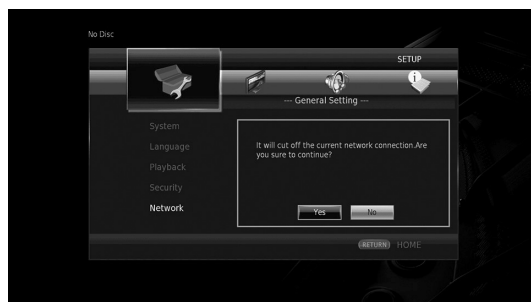 No Disc
SETUP
--- General Setting ---
System
Language
Playback
Security
Network
It will cut off the current network connection.Are
you sure to continue?
Yes No
RETURN HOME